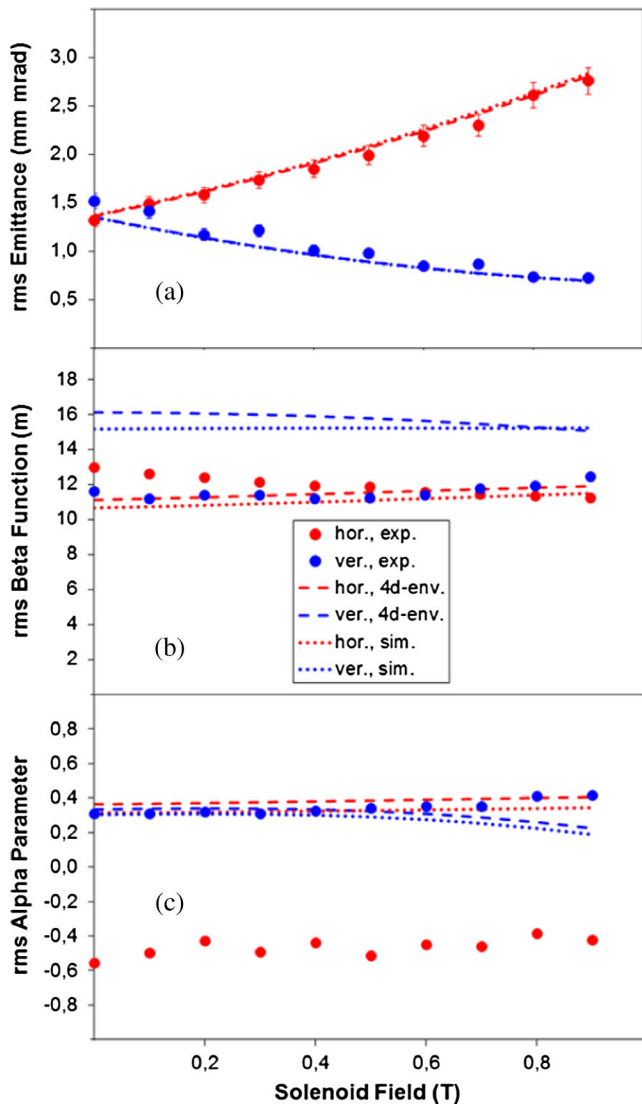 rms Emittance (mm mrad)
3,0
2,5
2,0
1,5
1,0
0,5
(a)
rms Beta Function (m)
18
16
14
12
10
8
6
4
2
(b)
hor., exp.
ver., exp.
hor., 4d-env.
ver., 4d-env.
hor., sim.
ver., sim.
rms Alpha Parameter
0,8
0,6
0,4
0,2
0,0
-0,2
-0,4
-0,6
-0,8
(c)
0,2 0,4 0,6 0,8
Solenoid Field (T)